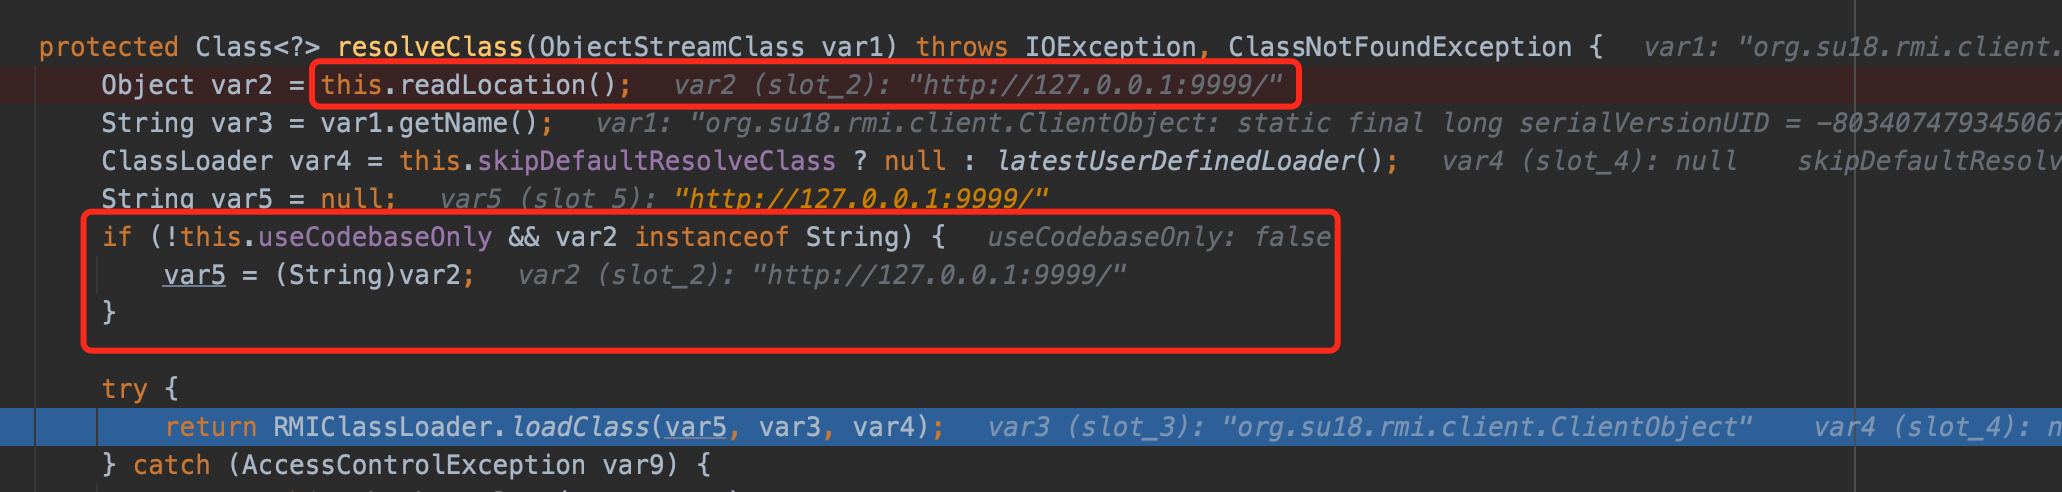 protected Class<?> resolveClass(ObjectStreamClass var1) throws IOException, ClassNotFoundException {   var1: "org.su18.rmi.client.
Object var2 = this.readLocation();   var2 (slot_2): "http://127.0.0.1:9999/"
String var3 = var1.getName();   var1: "org.su18.rmi.client.ClientObject: static final long serialVersionUID = -803407479345067
ClassLoader var4 = this.skipDefaultResolveClass ? null : latestUserDefinedLoader();   var4 (slot_4): null   skipDefaultResolv
String var5 = null;   var5 (slot_5): "http://127.0.0.1:9999/"
if (!this.useCodebaseOnly && var2 instanceof String) {   useCodebaseOnly: false
var5 = (String)var2;   var2 (slot_2): "http://127.0.0.1:9999/"
}
try {
return RMIClassLoader.loadClass(var5, var3, var4);   var3 (slot_3): "org.su18.rmi.client.ClientObject"   var4 (slot_4): n
} catch (AccessControlException var9) {